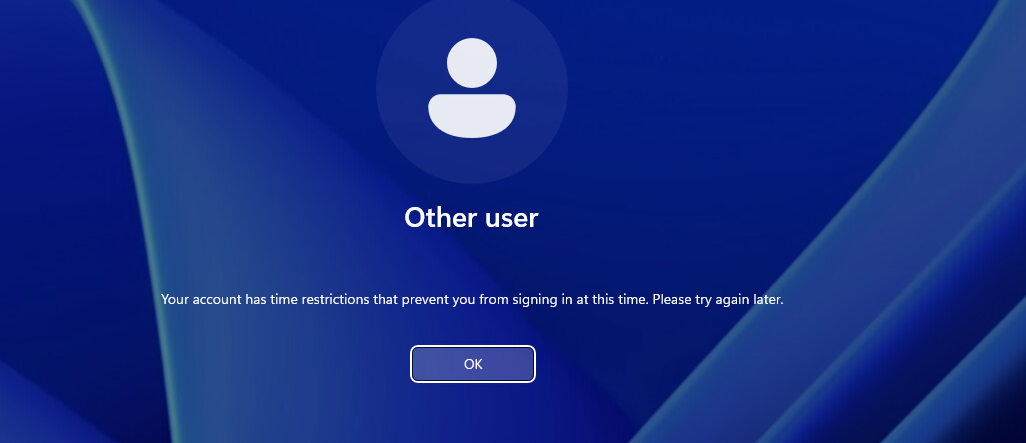 Other user
Your account has time restrictions that prevent you from signing in at this time. Please try again later.
OK